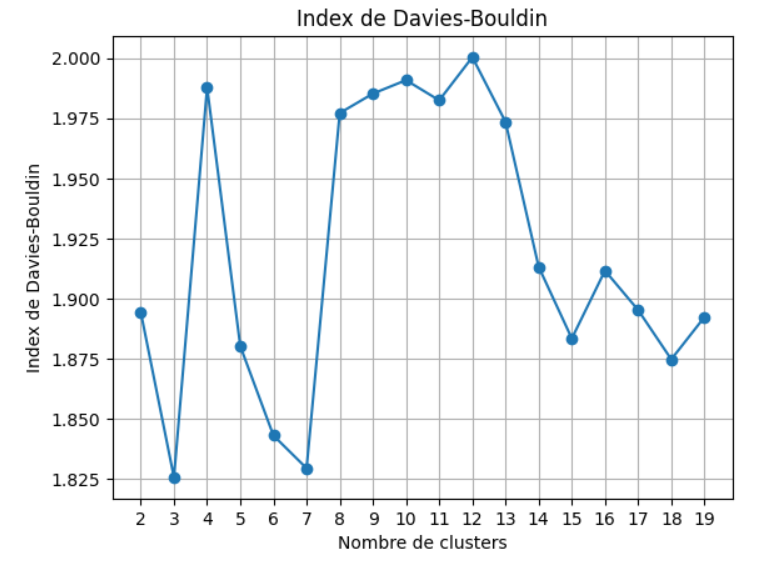 Index de Davies-Bouldin
Index de Davies-Bouldin
2.000
1.975
1.950
1.925
1.900
1.875
1.850
1.825
2 3 4 5 6 7 8 9 10 11 12 13 14 15 16 17 18 19
Nombre de clusters